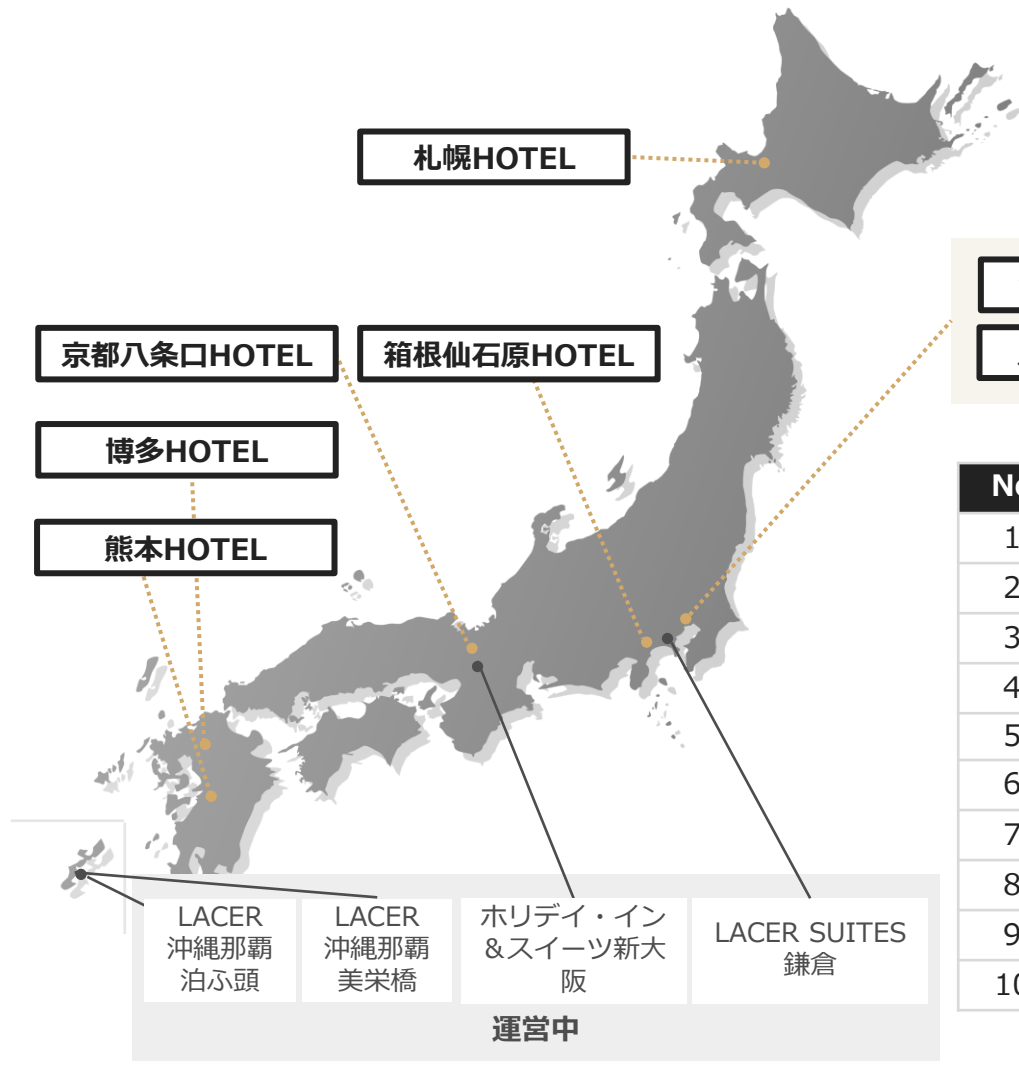 札幌HOTEL
京都八条口HOTEL
箱根仙石原HOTEL
博多HOTEL
熊本HOTEL
1
2
3
4
5
6
7
8
9
10
LACER
沖縄那覇
泊ふ頭
LACER
沖縄那覇
美栄橋
ホリデイ・イン
＆スイーツ新大
阪
LACER SUITES
鎌倉
運営中